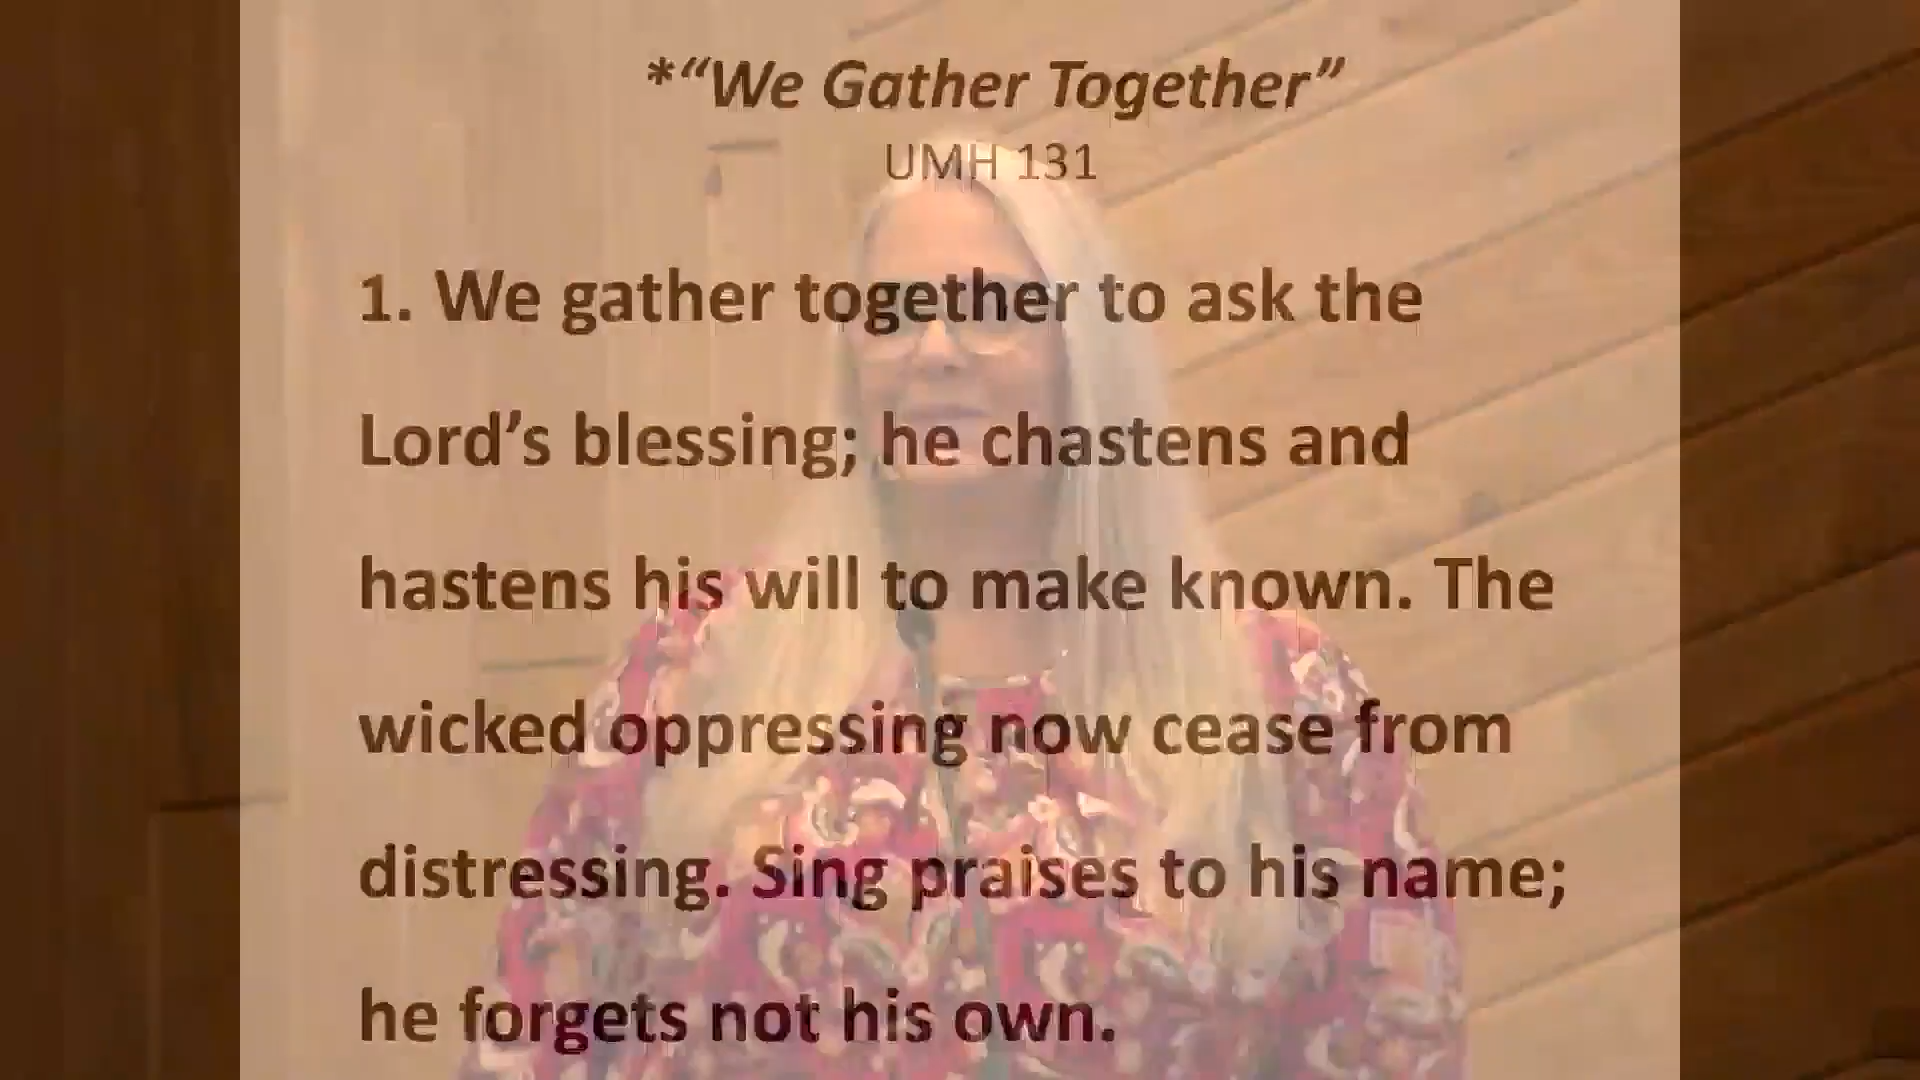 *“We Gather Together”
UMH 131
1. We gather together to ask the
Lord’s blessing; he chastens and
hastens his will to make known. The
wicked oppressing now cease from
distressing. Sing praises to his name;
he forgets not his own.